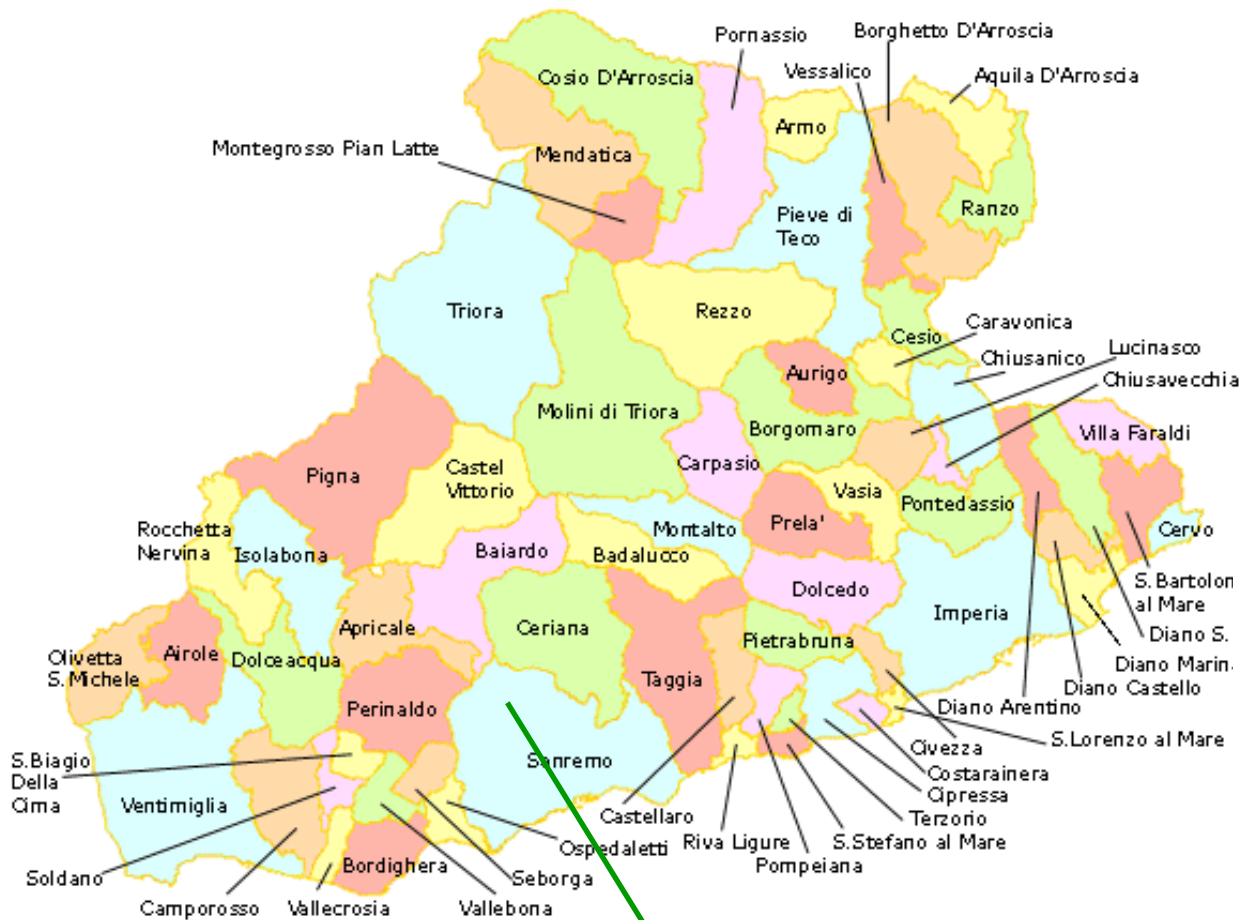 Pornassio
Borghetto D'Arroscia
Vessalico
Aquila D'Arroscia
Cosio D'Arroscia
Armo
Montegrosso Pian Latte
Mendatica
Pieve di
Teco
Ranzo
Triora
Rezzo
Cesio
Caravonica
Lucinasco
Chiusanico
Chiusavecchia
Aurigo
Molini di Triora
Borgomaro
Villa Faraldi
Carpasio
Pigna
Castel
Vittorio
Vasia
Pontedassio
Rocchetta
Nervina
Isolabona
Baiardo
Montalto
Prela'
Cervo
Badalucco
Dolcedo
S.Bartolon
al Mare
Imperia
Apricale
Ceriana
Pietrabruna
Diano S.
Olivetta
S.Michele
Airole
Dolceacqua
Diano Marina
Taggia
Diano Castello
Perinaldo
Diano Arentino
S.Lorenzo al Mare
Civezza
S.Biagio
Della
Cima
Sanremo
Costarainera
Ventimiglia
Cipressa
Castellaro
Terzorio
Riva Ligure
S.Stefano al Mare
Ospedaletti
Pompeiana
Soldano
Bordighera
Seborga
Camporosso
Vallecrosia
Vallebona